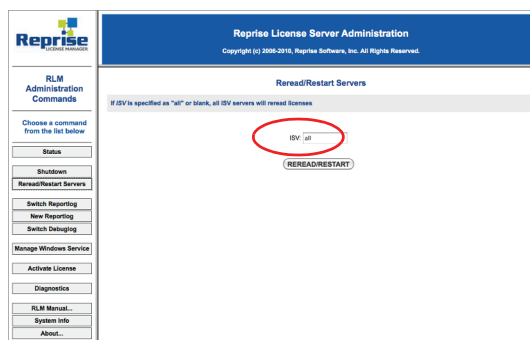 Reprise
LICENSE MANAGER
Reprise License Server Administration
Copyright (c) 2006-2010, Reprise Software, Inc. All Rights Reserved.
RLM
Administration
Commands
Choose a command
from the list below
Status
Shutdown
Reread/Restart Servers
Switch Reportlog
New Reportlog
Switch Debuglog
Manage Windows Service
Activate License
Diagnostics
RLM Manual...
System Info
About...
Reread/Restart Servers
If ISV is specified as "all" or blank, all ISV servers will reread licenses
ISV: all
REREAD/RESTART